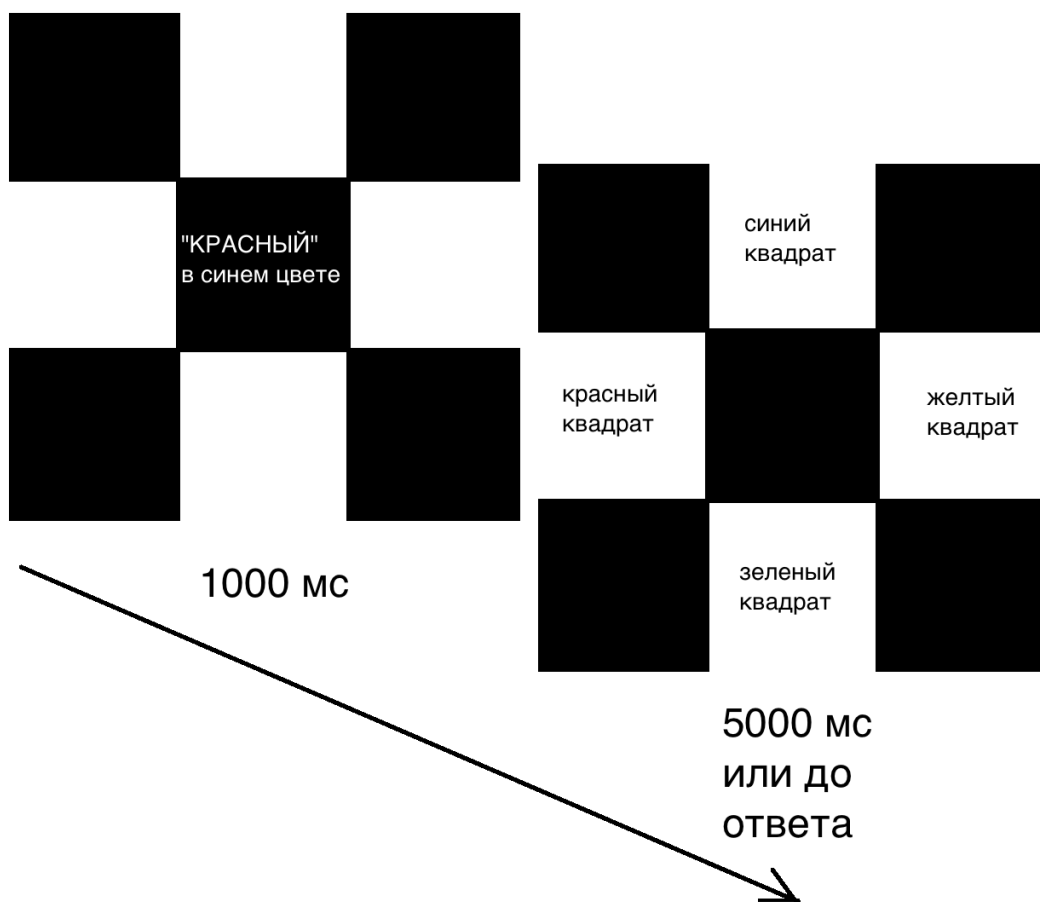 "КРАСНЫЙ"
в синем цвете
1000 мс
синий
квадрат
красный
квадрат
желтый
квадрат
зеленый
квадрат
5000 мс
или до
ответа